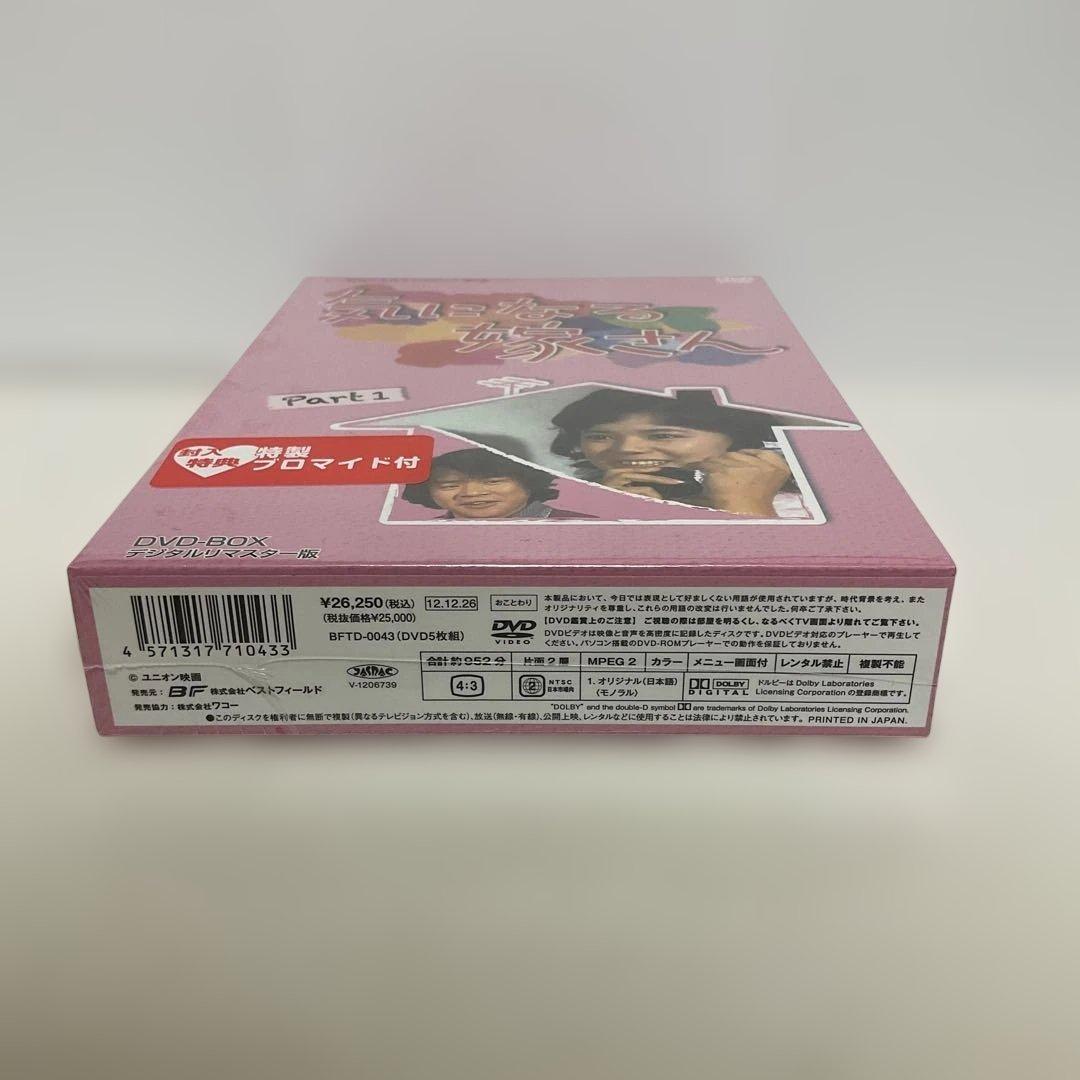 気になる
嫁さん
Part 1
封入
特典
特製
ブロマイド付
DVD-BOX
デジタルリマスター版
4 571317 710433
¥26,250(税込)
(税抜価格¥25,000)
12.12.26
BFTD-0043(DVD5枚組)
おことわり
本製品において、今日では表現として好ましくない用語が使用されていますが、時代背景を考え、また
オリジナリティを尊重し、これらの用語の改変は行いませんでした。何卒ご了承下さい。
DVD
VIDEO
【DVD鑑賞上のご注意】 ご視聴の際は部屋を明るくし、なるべくTV画面より離れてご覧下さい。
DVDビデオは映像と音声を高密度に記録したディスクです。DVDビデオ対応のプレーヤーで再生して
ください。パソコン搭載のDVD-ROMプレーヤーでの動作を保証しておりません。
© ユニオン映画
発売元: BF 株式会社ベストフィールド
発売協力: 株式会社ワコー
JASRAC
V-1206739
合計約952分
片面2層
MPEG 2
カラー
メニュー画面付
レンタル禁止
複製不能
4:3
2
NTSC
日本市場向
1. オリジナル(日本語)
(モノラル)
DOLBY
DIGITAL
ドルビーは Dolby Laboratories
Licensing Corporation の登録商標です。
"DOLBY" and the double-D symbol are trademarks of Dolby Laboratories Licensing Corporation.
●このディスクを権利者に無断で複製(異なるテレビジョン方式を含む)、放送(無線・有線)、公開上映、レンタルなどに使用することは法律により禁止されています。 PRINTED IN JAPAN.